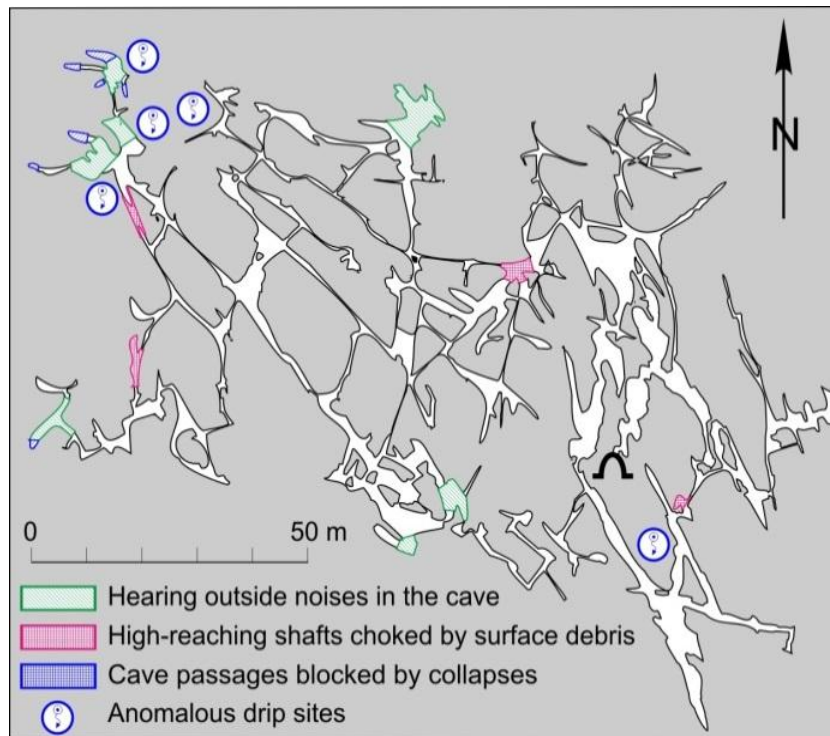 N
0 50 m
Hearing outside noises in the cave
High-reaching shafts choked by surface debris
Cave passages blocked by collapses
Anomalous drip sites